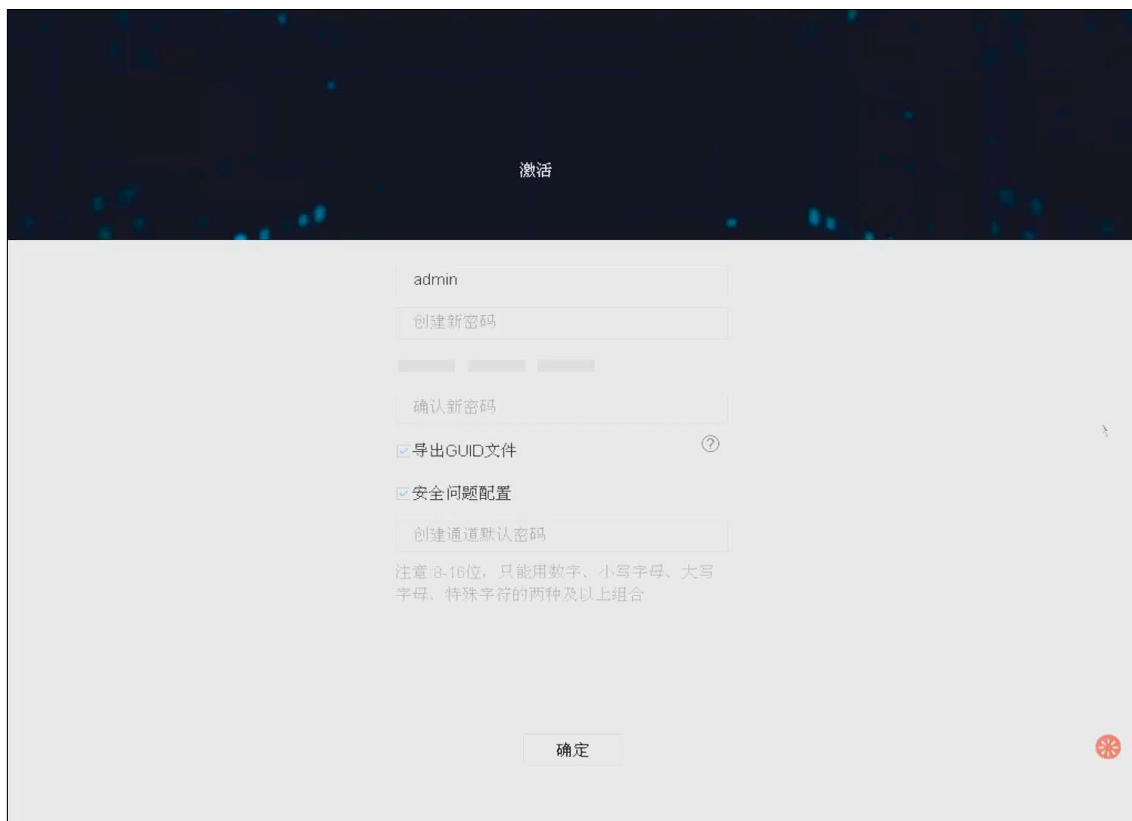 激活
admin
创建新密码
确认新密码
导出GUID文件
?
安全问题配置
创建通道默认密码
注意:8-16位，只能用数字、小写字母、大写
字母、特殊字符的两种及以上组合
确定